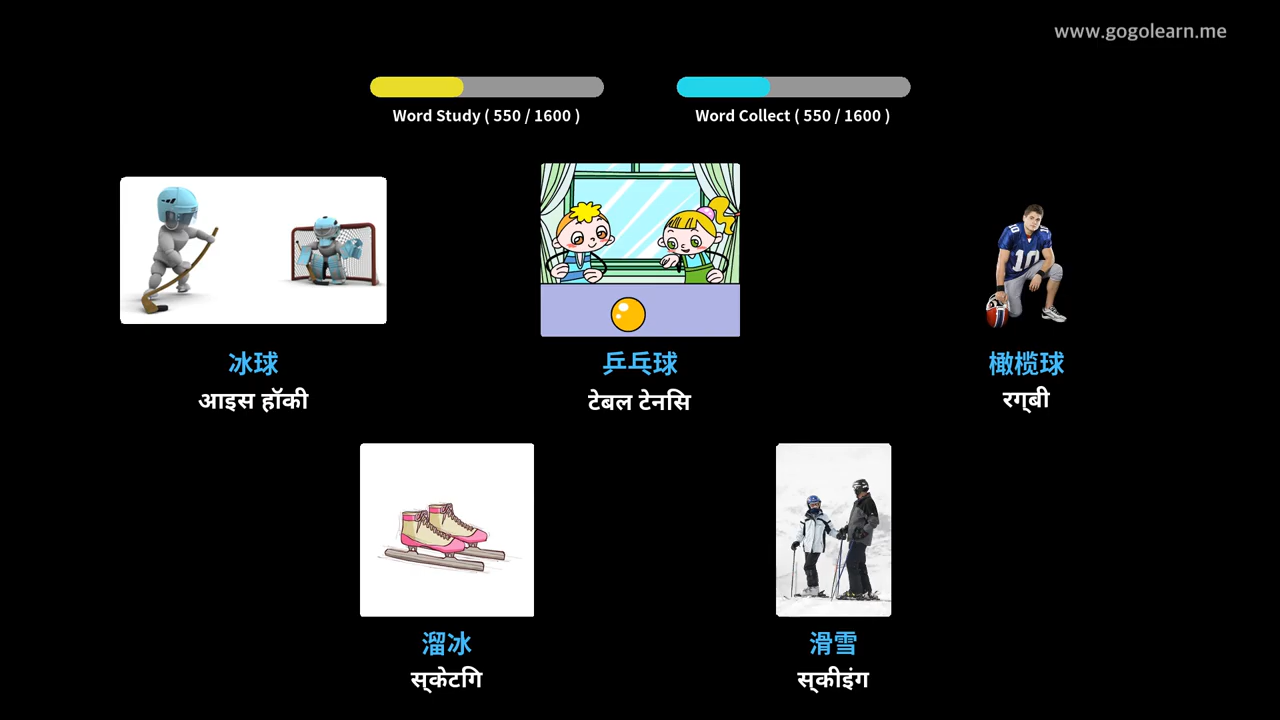 www.gogolearn.me
Word Study ( 550 / 1600 )
Word Collect ( 550 / 1600 )
冰球
आइस हॉकी
乒乓球
टेबल टेनिस
橄榄球
10
रग्बी
溜冰
स्केटिंग
滑雪
स्कीइंग